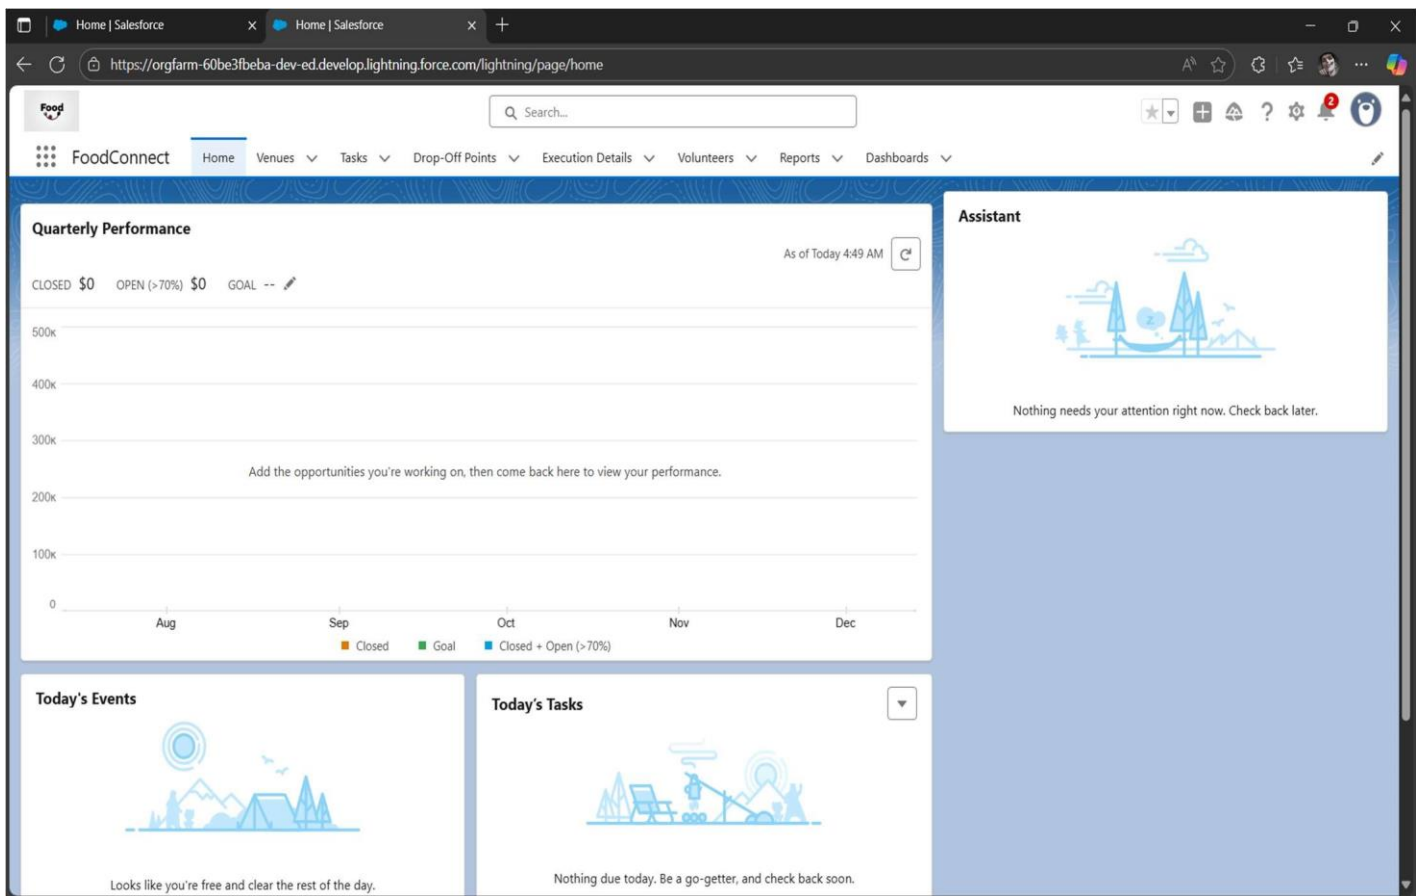 Home | Salesforce
Home | Salesforce
https://orgfarm-60be3fbeba-dev-ed.develop.lightning.force.com/lightning/page/home
Food
Search...
2
FoodConnect Home Venues Tasks Drop-Off Points Execution Details Volunteers Reports Dashboards
Quarterly Performance
As of Today 4:49 AM
CLOSED $0 OPEN (>70%) $0 GOAL --
500K
400K
300K
Add the opportunities you're working on, then come back here to view your performance.
200K
100K
0
Aug Sep Oct Nov Dec
Closed Goal Closed + Open (>70%)
Assistant
Z
Nothing needs your attention right now. Check back later.
Today's Events
Looks like you're free and clear the rest of the day.
Today's Tasks
Nothing due today. Be a go-getter, and check back soon.